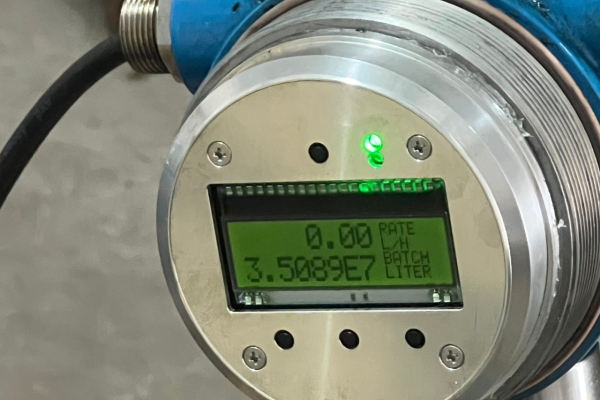 0.00 RATE L/H
3.5089E7 BATCH LITER